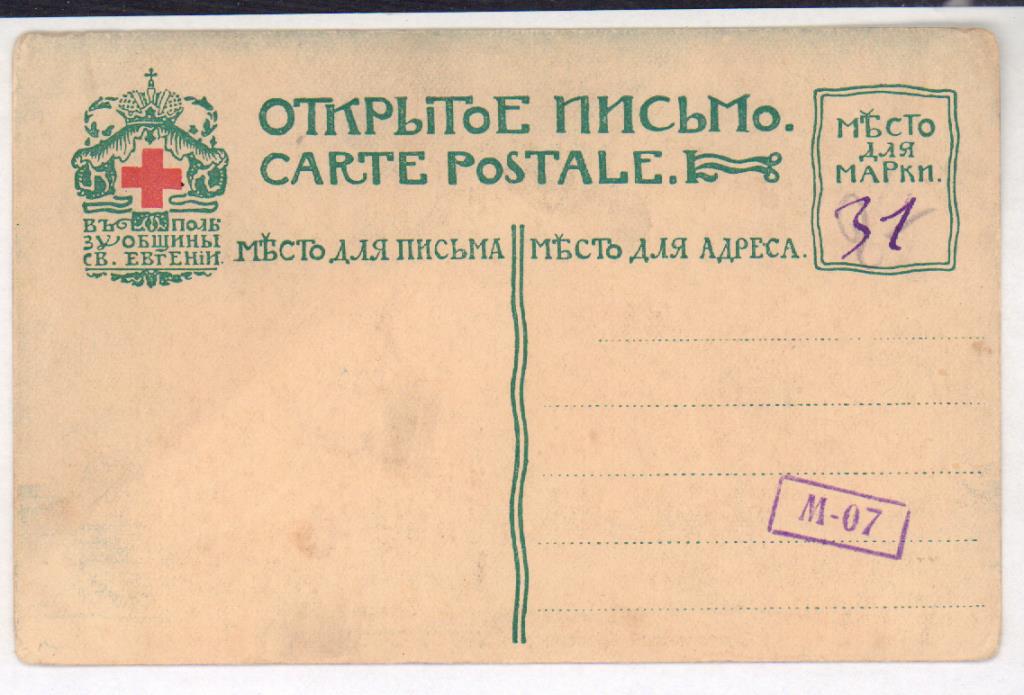 ОТКРЫТОЕ ПИСЬМО.
CARTE POSTALE.
МѢСТО
ДЛЯ
МАРКИ.
31
ВЪ ПОЛЬ
ЗУ ОБЩИНЫ
СВ. ЕВГЕНІИ.
МѢСТО ДЛЯ ПИСЬМА
МѢСТО ДЛЯ АДРЕСА.
М-07